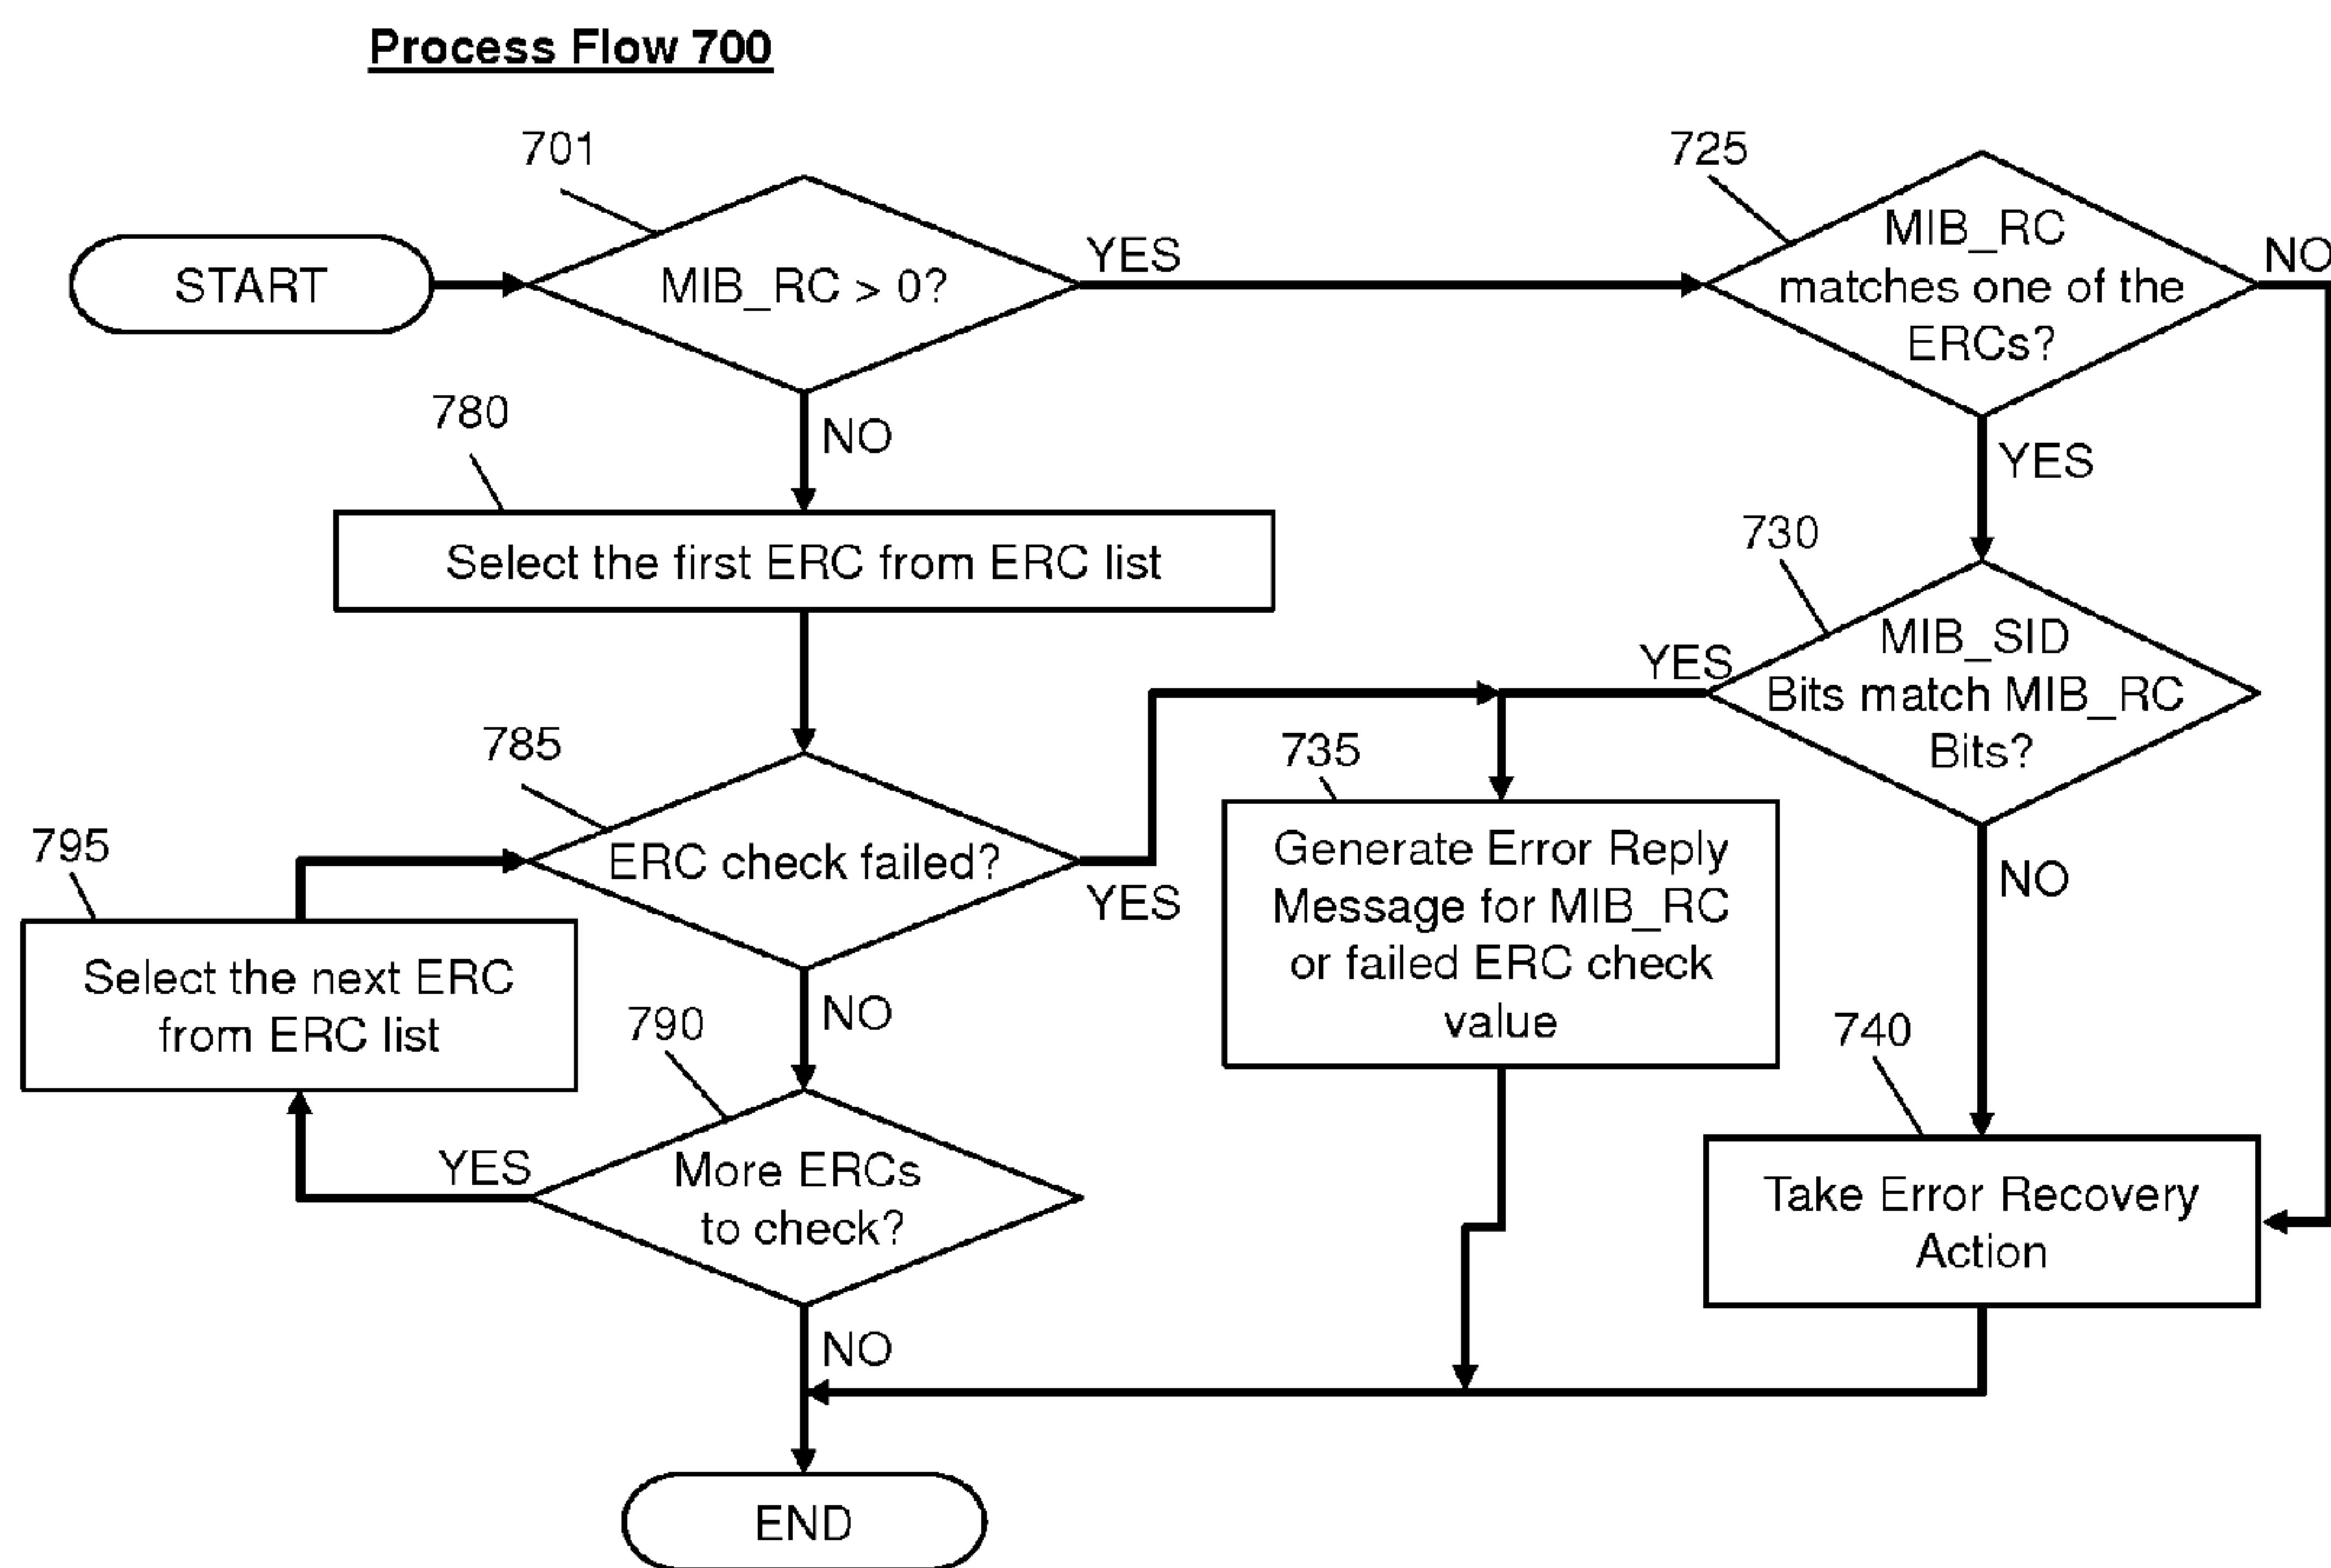 Process Flow 700
701
725
START
MIB_RC > 0?
YES
MIB_RC
matches one of the
ERCs?
NO
780
NO
YES
Select the first ERC from ERC list
730
MIB_SID
Bits match MIB_RC
Bits?
YES
785
ERC check failed?
YES
735
Generate Error Reply
Message for MIB_RC
or failed ERC check
value
NO
795
Select the next ERC
from ERC list
NO
790
More ERCs
to check?
YES
740
Take Error Recovery
Action
NO
END